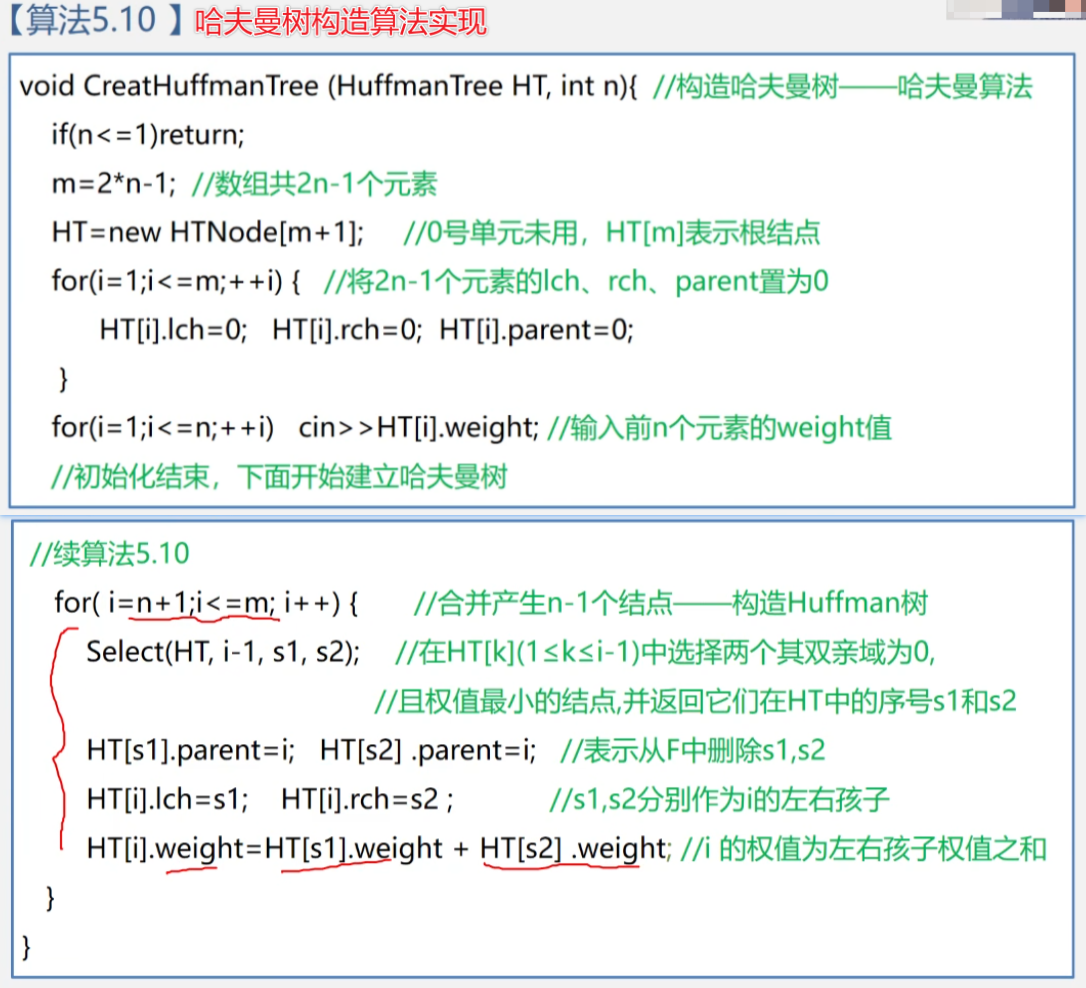 【算法5.10 】哈夫曼树构造算法实现
void CreatHuffmanTree (HuffmanTree HT, int n){ //构造哈夫曼树——哈夫曼算法
if(n<=1)return;
m=2*n-1; //数组共2n-1个元素
HT=new HTNode[m+1]; //0号单元未用，HT[m]表示根结点
for(i=1;i<=m;++i) { //将2n-1个元素的lch、rch、parent置为0
HT[i].lch=0; HT[i].rch=0; HT[i].parent=0;
}
for(i=1;i<=n;++i) cin>>HT[i].weight; //输入前n个元素的weight值
//初始化结束，下面开始建立哈夫曼树
//续算法5.10
for( i=n+1;i<=m; i++) { //合并产生n-1个结点——构造Huffman树
Select(HT, i-1, s1, s2); //在HT[k](1≤k≤i-1)中选择两个其双亲域为0,
//且权值最小的结点,并返回它们在HT中的序号s1和s2
HT[s1].parent=i; HT[s2] .parent=i; //表示从F中删除s1,s2
HT[i].lch=s1; HT[i].rch=s2 ; //s1,s2分别作为i的左右孩子
HT[i].weight=HT[s1].weight + HT[s2] .weight; //i 的权值为左右孩子权值之和
}
}